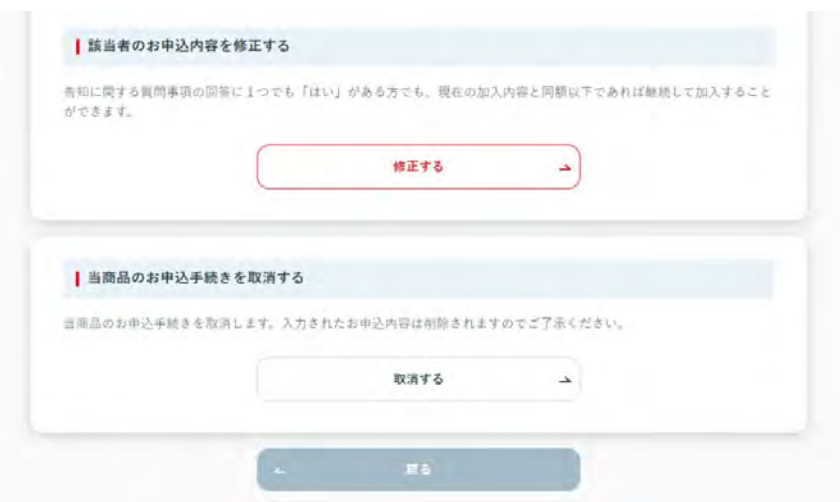 該当者のお申込内容を修正する
告知に関する質問事項の回答に1つでも「はい」がある方でも、現在の加入内容と同額以下であれば継続して加入すること
ができます。
修正する
当商品のお申込手続きを取消する
当商品のお申込手続きを取消します。入力されたお申込内容は削除されますのでご了承ください。
取消する
戻る